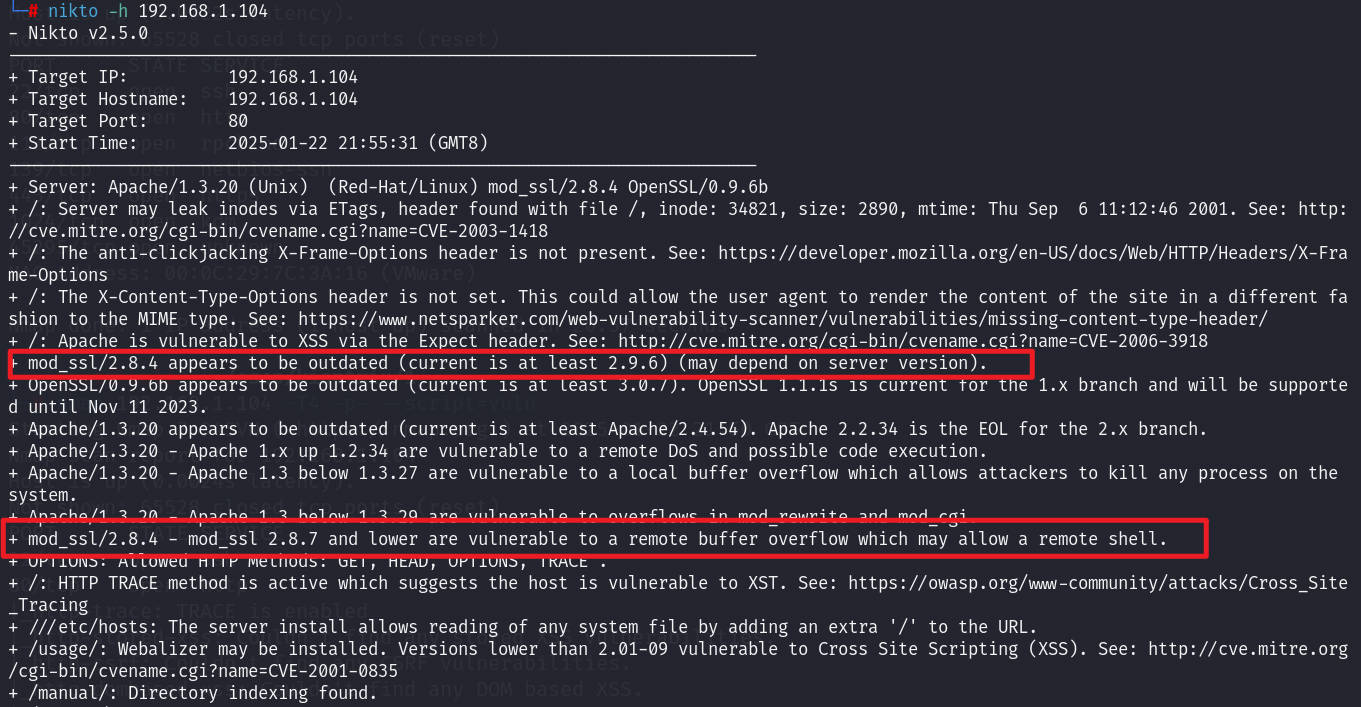 └─# nikto -h 192.168.1.104
- Nikto v2.5.0
---------------------------------------------------------------------------
+ Target IP:          192.168.1.104
+ Target Hostname:    192.168.1.104
+ Target Port:        80
+ Start Time:         2025-01-22 21:55:31 (GMT8)
---------------------------------------------------------------------------
+ Server: Apache/1.3.20 (Unix)  (Red-Hat/Linux) mod_ssl/2.8.4 OpenSSL/0.9.6b
+ /: Server may leak inodes via ETags, header found with file /, inode: 34821, size: 2890, mtime: Thu Sep  6 11:12:46 2001. See: http:
//cve.mitre.org/cgi-bin/cvename.cgi?name=CVE-2003-1418
+ /: The anti-clickjacking X-Frame-Options header is not present. See: https://developer.mozilla.org/en-US/docs/Web/HTTP/Headers/X-Fra
me-Options
+ /: The X-Content-Type-Options header is not set. This could allow the user agent to render the content of the site in a different fa
shion to the MIME type. See: https://www.netsparker.com/web-vulnerability-scanner/vulnerabilities/missing-content-type-header/
+ /: Apache is vulnerable to XSS via the Expect header. See: http://cve.mitre.org/cgi-bin/cvename.cgi?name=CVE-2006-3918
+ mod_ssl/2.8.4 appears to be outdated (current is at least 2.9.6) (may depend on server version).
+ OpenSSL/0.9.6b appears to be outdated (current is at least 3.0.7). OpenSSL 1.1.1s is current for the 1.x branch and will be supporte
d until Nov 11 2023.
+ Apache/1.3.20 appears to be outdated (current is at least Apache/2.4.54). Apache 2.2.34 is the EOL for the 2.x branch.
+ Apache/1.3.20 - Apache 1.x up 1.2.34 are vulnerable to a remote DoS and possible code execution.
+ Apache/1.3.20 - Apache 1.3 below 1.3.27 are vulnerable to a local buffer overflow which allows attackers to kill any process on the
system.
+ Apache/1.3.20 - Apache 1.3 below 1.3.29 are vulnerable to overflows in mod_rewrite and mod_cgi.
+ mod_ssl/2.8.4 - mod_ssl 2.8.7 and lower are vulnerable to a remote buffer overflow which may allow a remote shell.
+ OPTIONS: Allowed HTTP Methods: GET, HEAD, OPTIONS, TRACE .
+ /: HTTP TRACE method is active which suggests the host is vulnerable to XST. See: https://owasp.org/www-community/attacks/Cross_Site
_Tracing
+ ///etc/hosts: The server install allows reading of any system file by adding an extra '/' to the URL.
+ /usage/: Webalizer may be installed. Versions lower than 2.01-09 vulnerable to Cross Site Scripting (XSS). See: http://cve.mitre.org
/cgi-bin/cvename.cgi?name=CVE-2001-0835
+ /manual/: Directory indexing found.